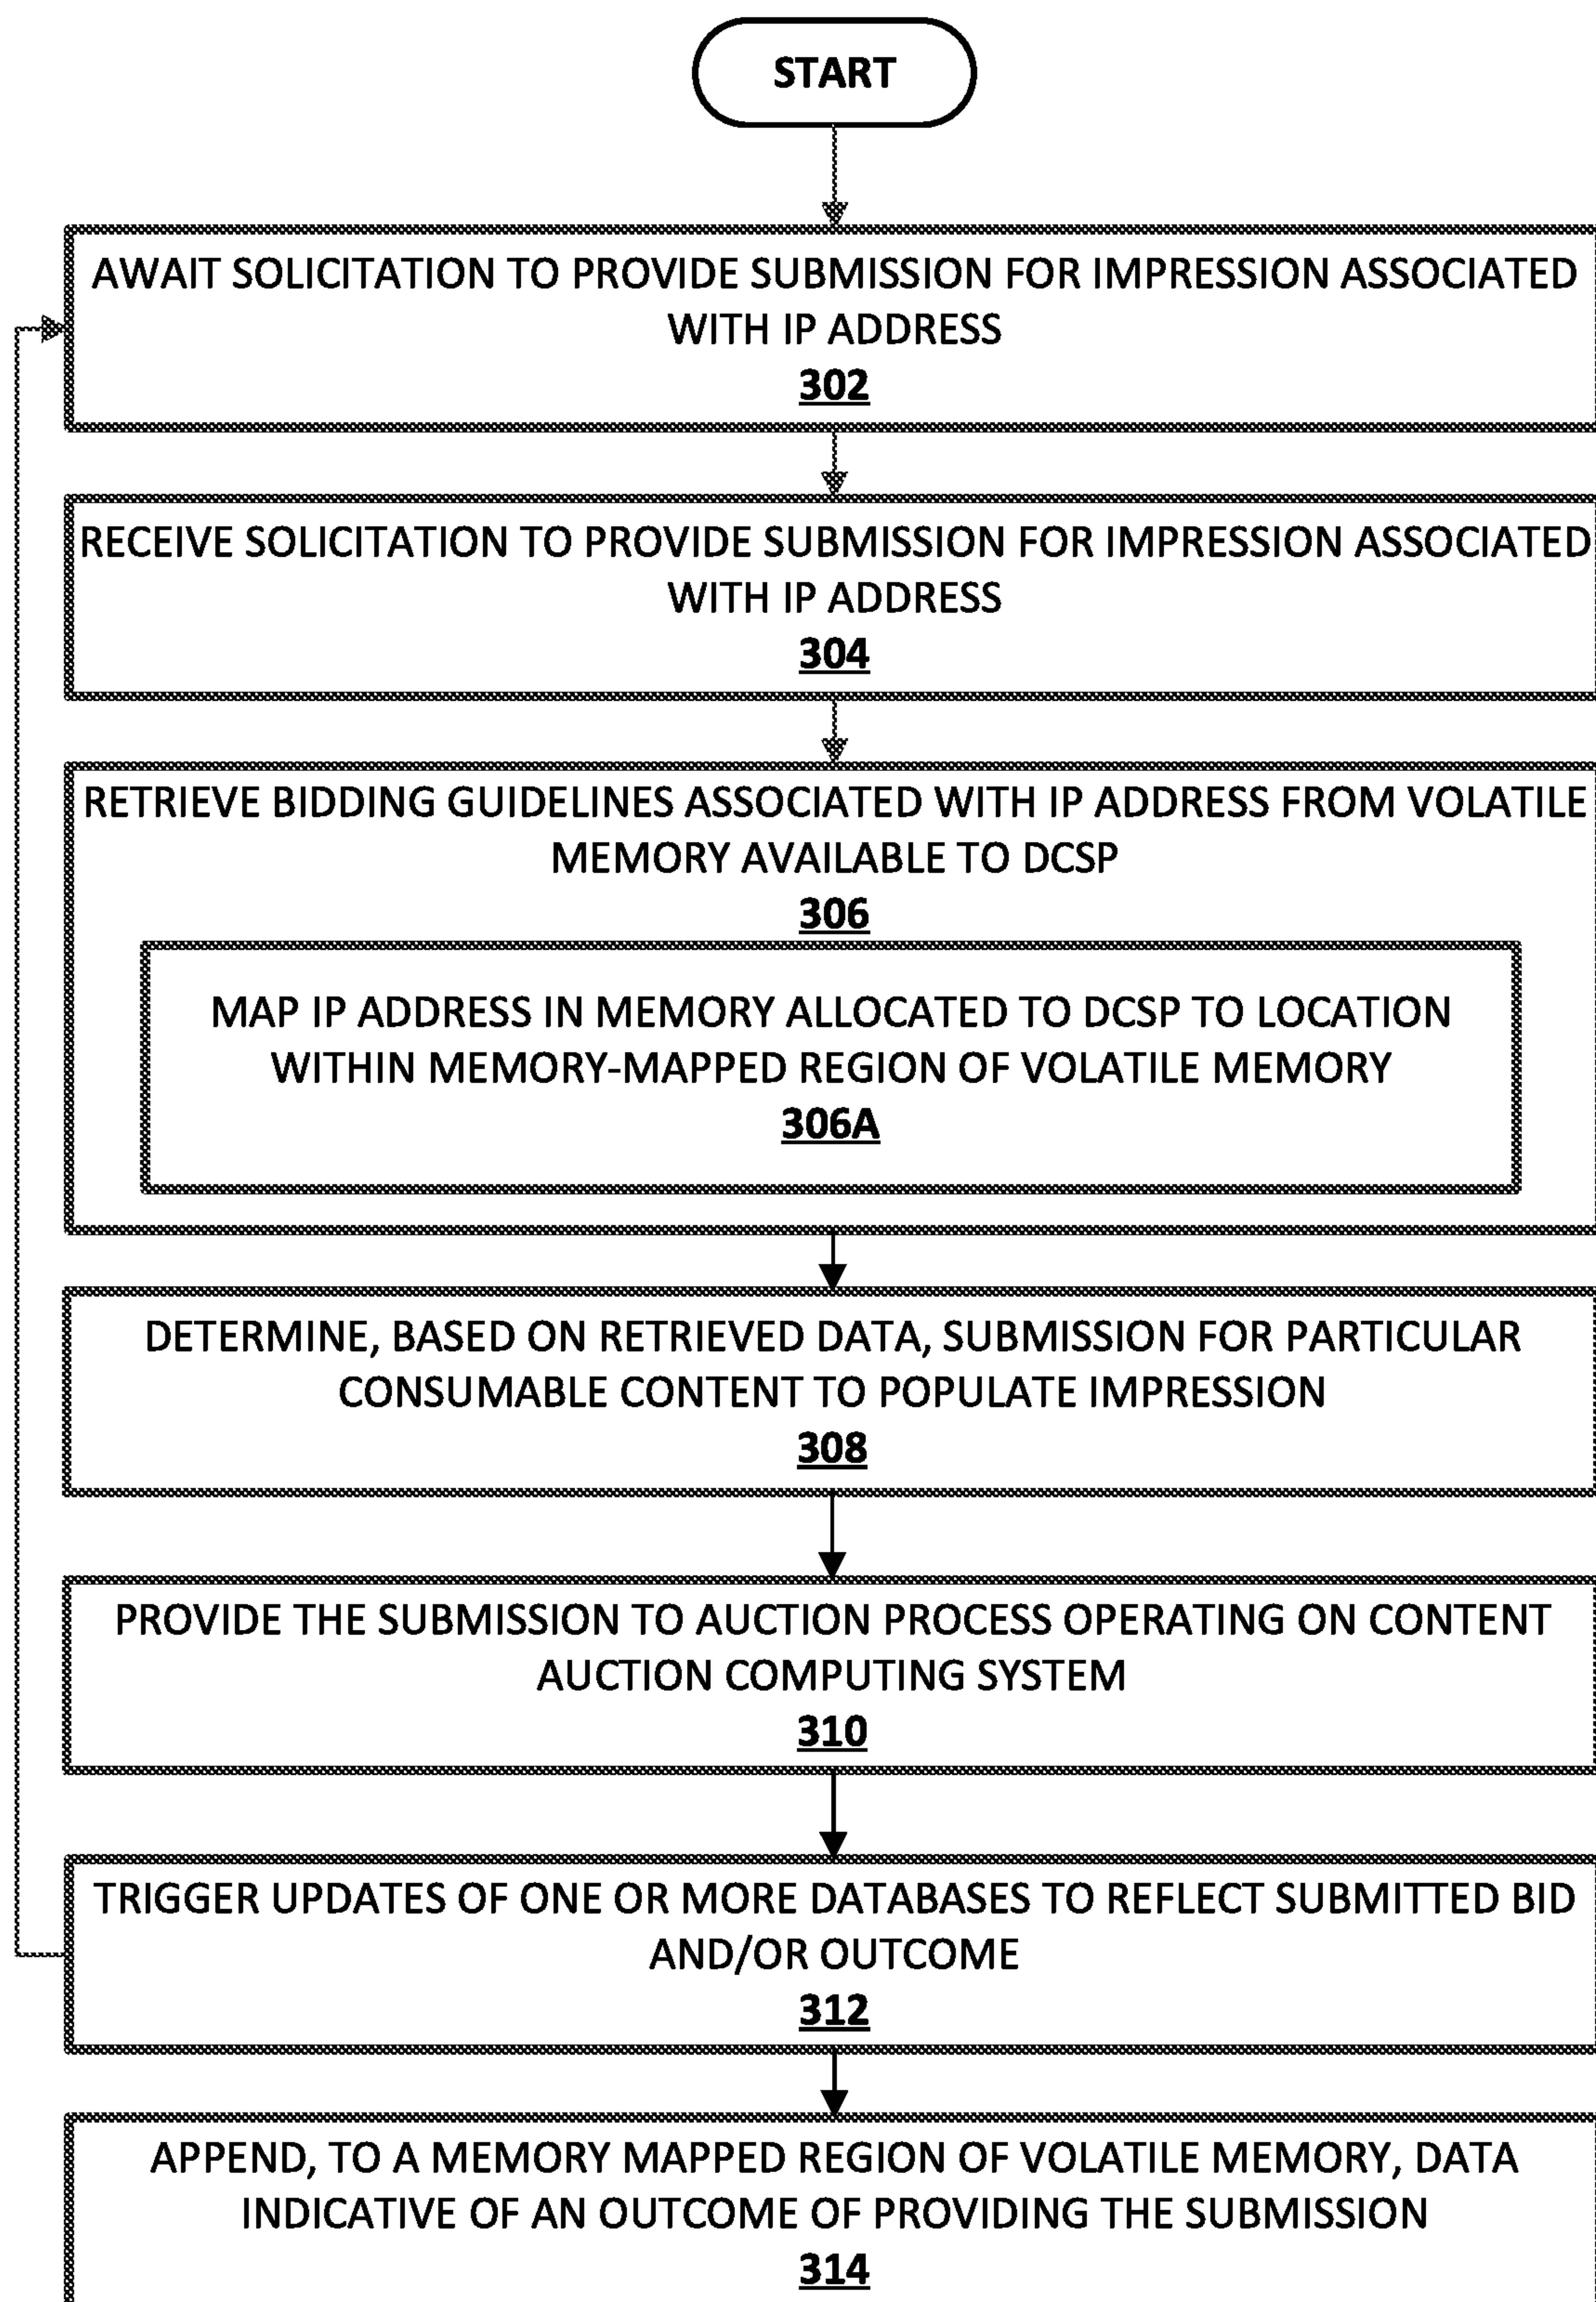 START
AWAIT SOLICITATION TO PROVIDE SUBMISSION FOR IMPRESSION ASSOCIATED
WITH IP ADDRESS
302
RECEIVE SOLICITATION TO PROVIDE SUBMISSION FOR IMPRESSION ASSOCIATED
WITH IP ADDRESS
304
RETRIEVE BIDDING GUIDELINES ASSOCIATED WITH IP ADDRESS FROM VOLATILE
MEMORY AVAILABLE TO DCSP
306
MAP IP ADDRESS IN MEMORY ALLOCATED TO DCSP TO LOCATION
WITHIN MEMORY-MAPPED REGION OF VOLATILE MEMORY
306A
DETERMINE, BASED ON RETRIEVED DATA, SUBMISSION FOR PARTICULAR
CONSUMABLE CONTENT TO POPULATE IMPRESSION
308
PROVIDE THE SUBMISSION TO AUCTION PROCESS OPERATING ON CONTENT
AUCTION COMPUTING SYSTEM
310
TRIGGER UPDATES OF ONE OR MORE DATABASES TO REFLECT SUBMITTED BID
AND/OR OUTCOME
312
APPEND, TO A MEMORY MAPPED REGION OF VOLATILE MEMORY, DATA
INDICATIVE OF AN OUTCOME OF PROVIDING THE SUBMISSION
314